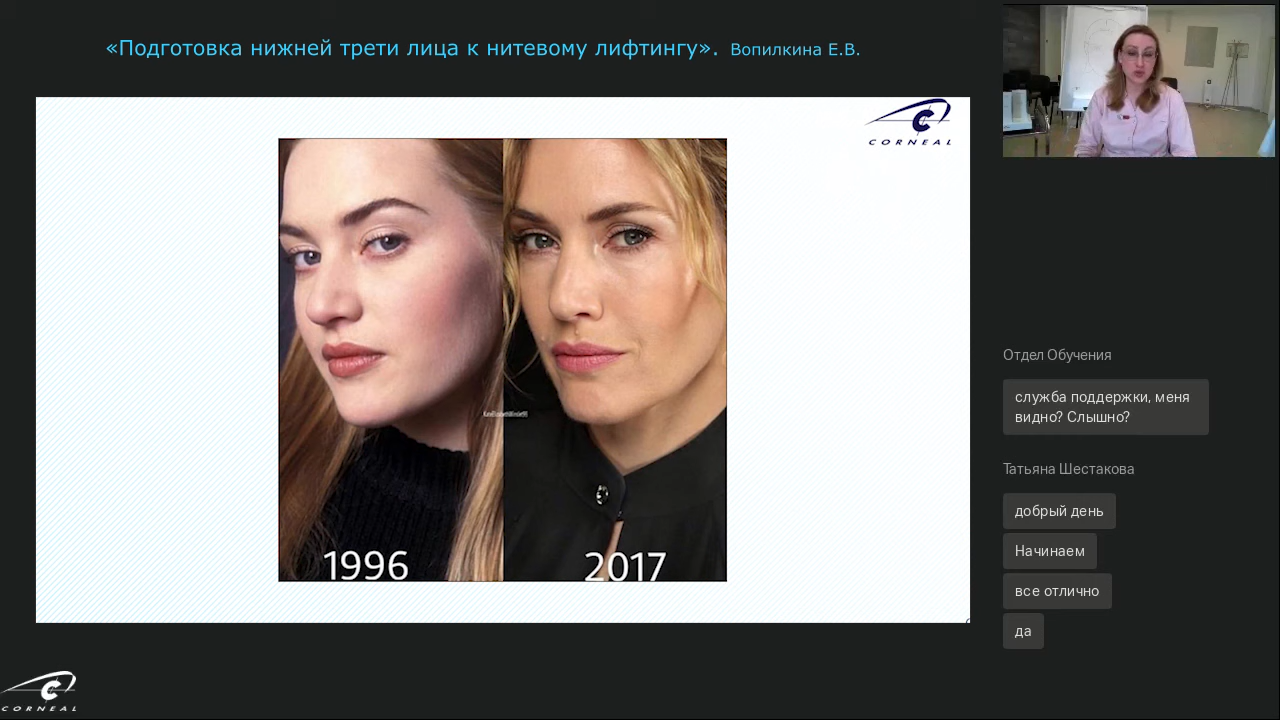 «Подготовка нижней трети лица к нитевому лифтингу». Вопилкина Е.В.
CORNEAL
1996
2017
Отдел Обучения
служба поддержки, меня
видно? Слышно?
Татьяна Шестакова
добрый день
Начинаем
все отлично
да
CORNEAL